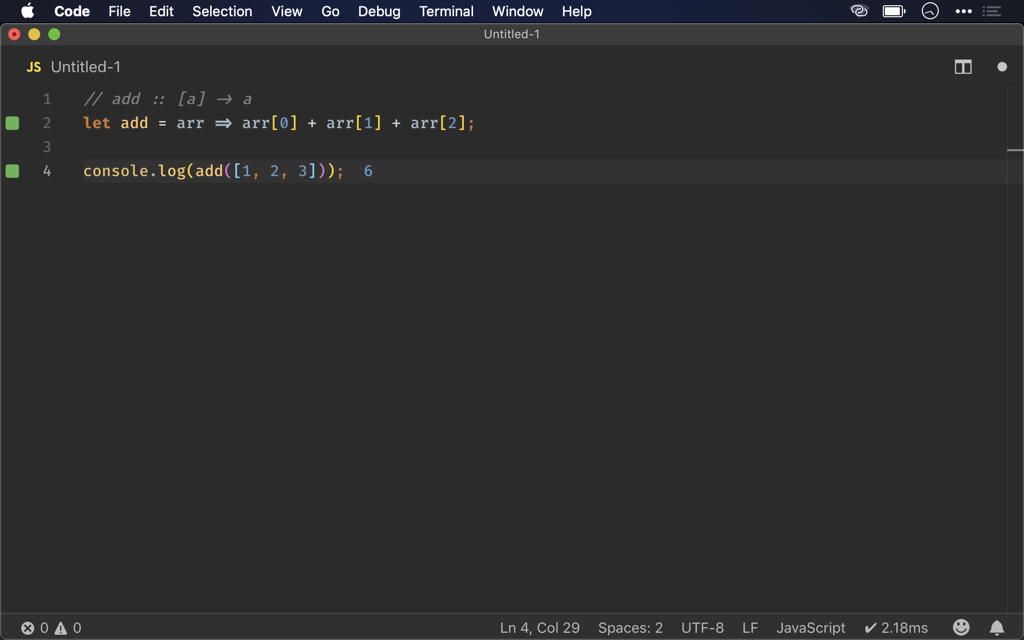 Code File Edit Selection View Go Debug Terminal Window Help
Untitled-1
JS Untitled-1
1 // add :: [a] → a
2 let add = arr ⇒ arr[0] + arr[1] + arr[2];
3
4 console.log(add([1, 2, 3])); 6
0 0 Ln 4, Col 29 Spaces: 2 UTF-8 LF JavaScript ✔ 2.18ms